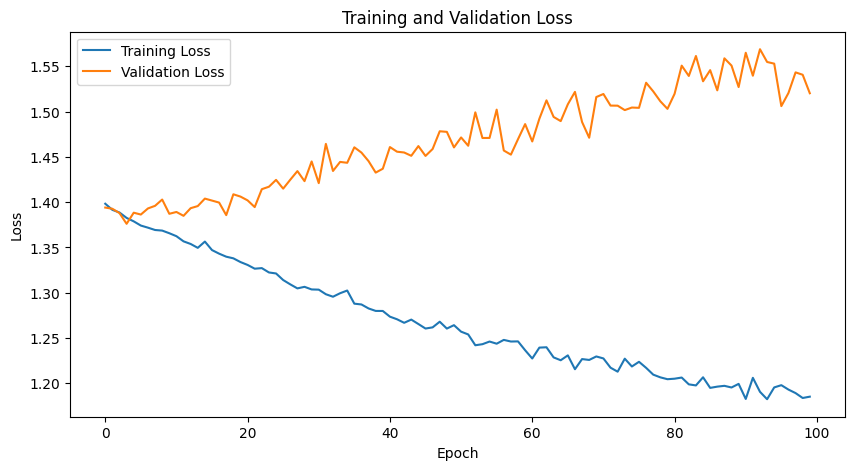 Training and Validation Loss
Training Loss
Validation Loss
1.55
1.50
1.45
1.40
1.35
1.30
1.25
1.20
Loss
0 20 40 60 80 100
Epoch